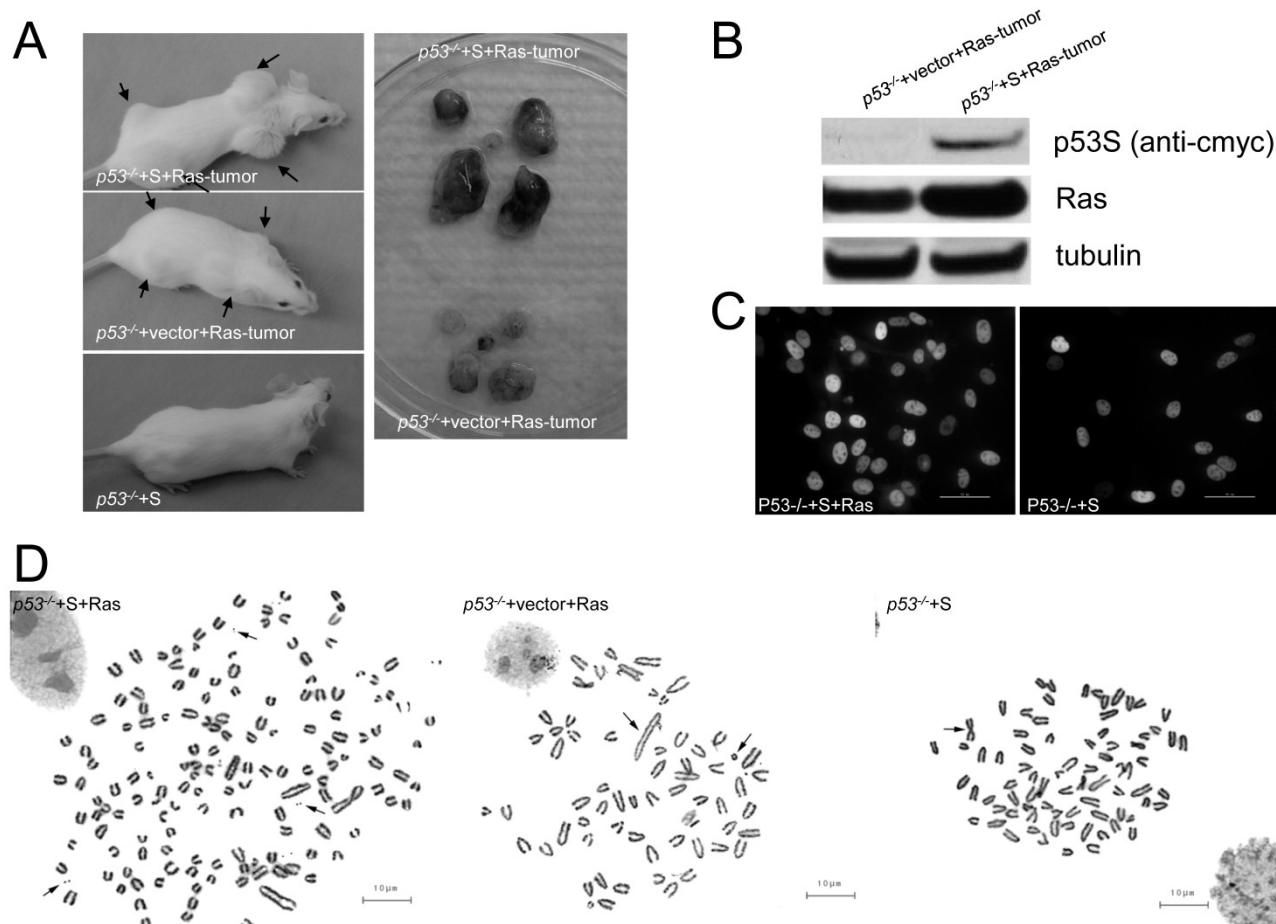 A
p53-/-+S+Ras-tumor
p53-/-+vector+Ras-tumor
p53-/-+S
p53-/-+S+Ras-tumor
p53-/-+vector+Ras-tumor
B
p53-/-+vector+Ras-tumor
p53-/-+S+Ras-tumor
p53S (anti-cmyc)
Ras
tubulin
C
P53-/-+S+Ras
P53-/-+S
D
p53-/-+S+Ras
10μm
p53-/-+vector+Ras
10μm
p53-/-+S
10μm